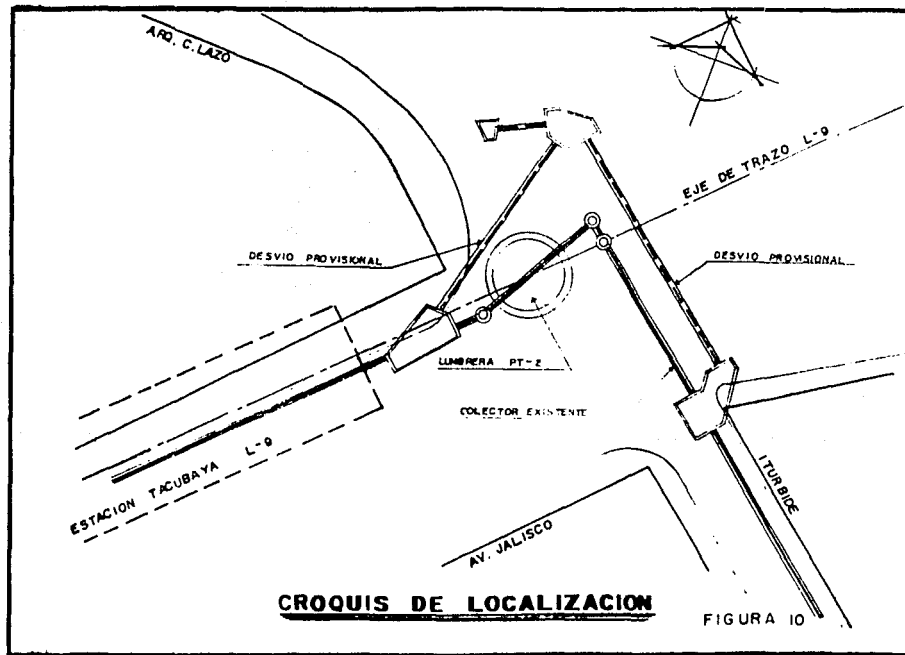 ARQ. C. LAZO
EJE DE TRAZO L-9
DESVIO PROVISIONAL
DESVIO PROVISIONAL
LUMBRERA PT-2
COLECTOR EXISTENTE
ESTACION TACUBAYA L-9
ITURBIDE
AV. JALISCO
CROQUIS DE LOCALIZACION
FIGURA 10